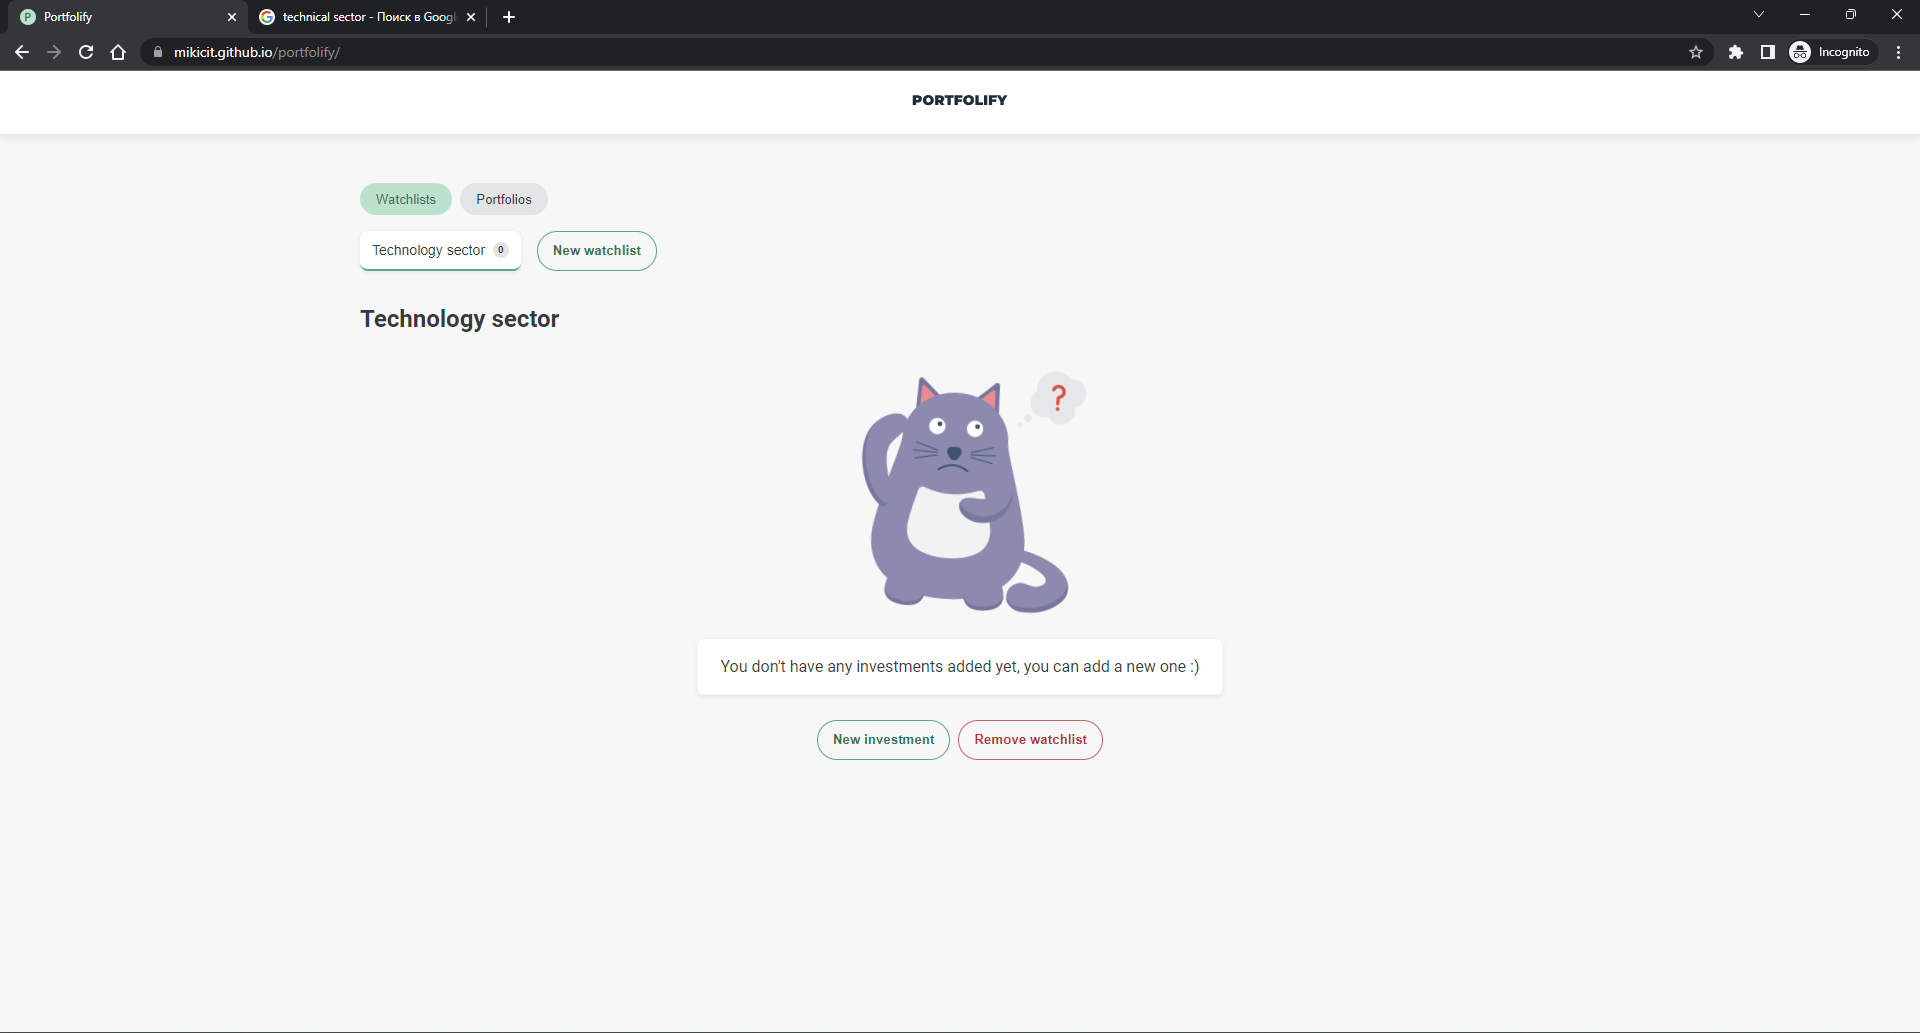 P Portfolify
technical sector - Поиск в Googl
mikicit.github.io/portfolify/
Incognito
PORTFOLIFY
Watchlists
Portfolios
Technology sector 0
New watchlist
Technology sector
?
You don't have any investments added yet, you can add a new one :)
New investment
Remove watchlist